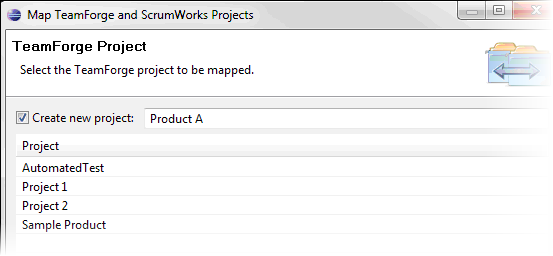 Map TeamForge and ScrumWorks Projects
TeamForge Project
Select the TeamForge project to be mapped.
Create new project: Product A
Project
AutomatedTest
Project 1
Project 2
Sample Product